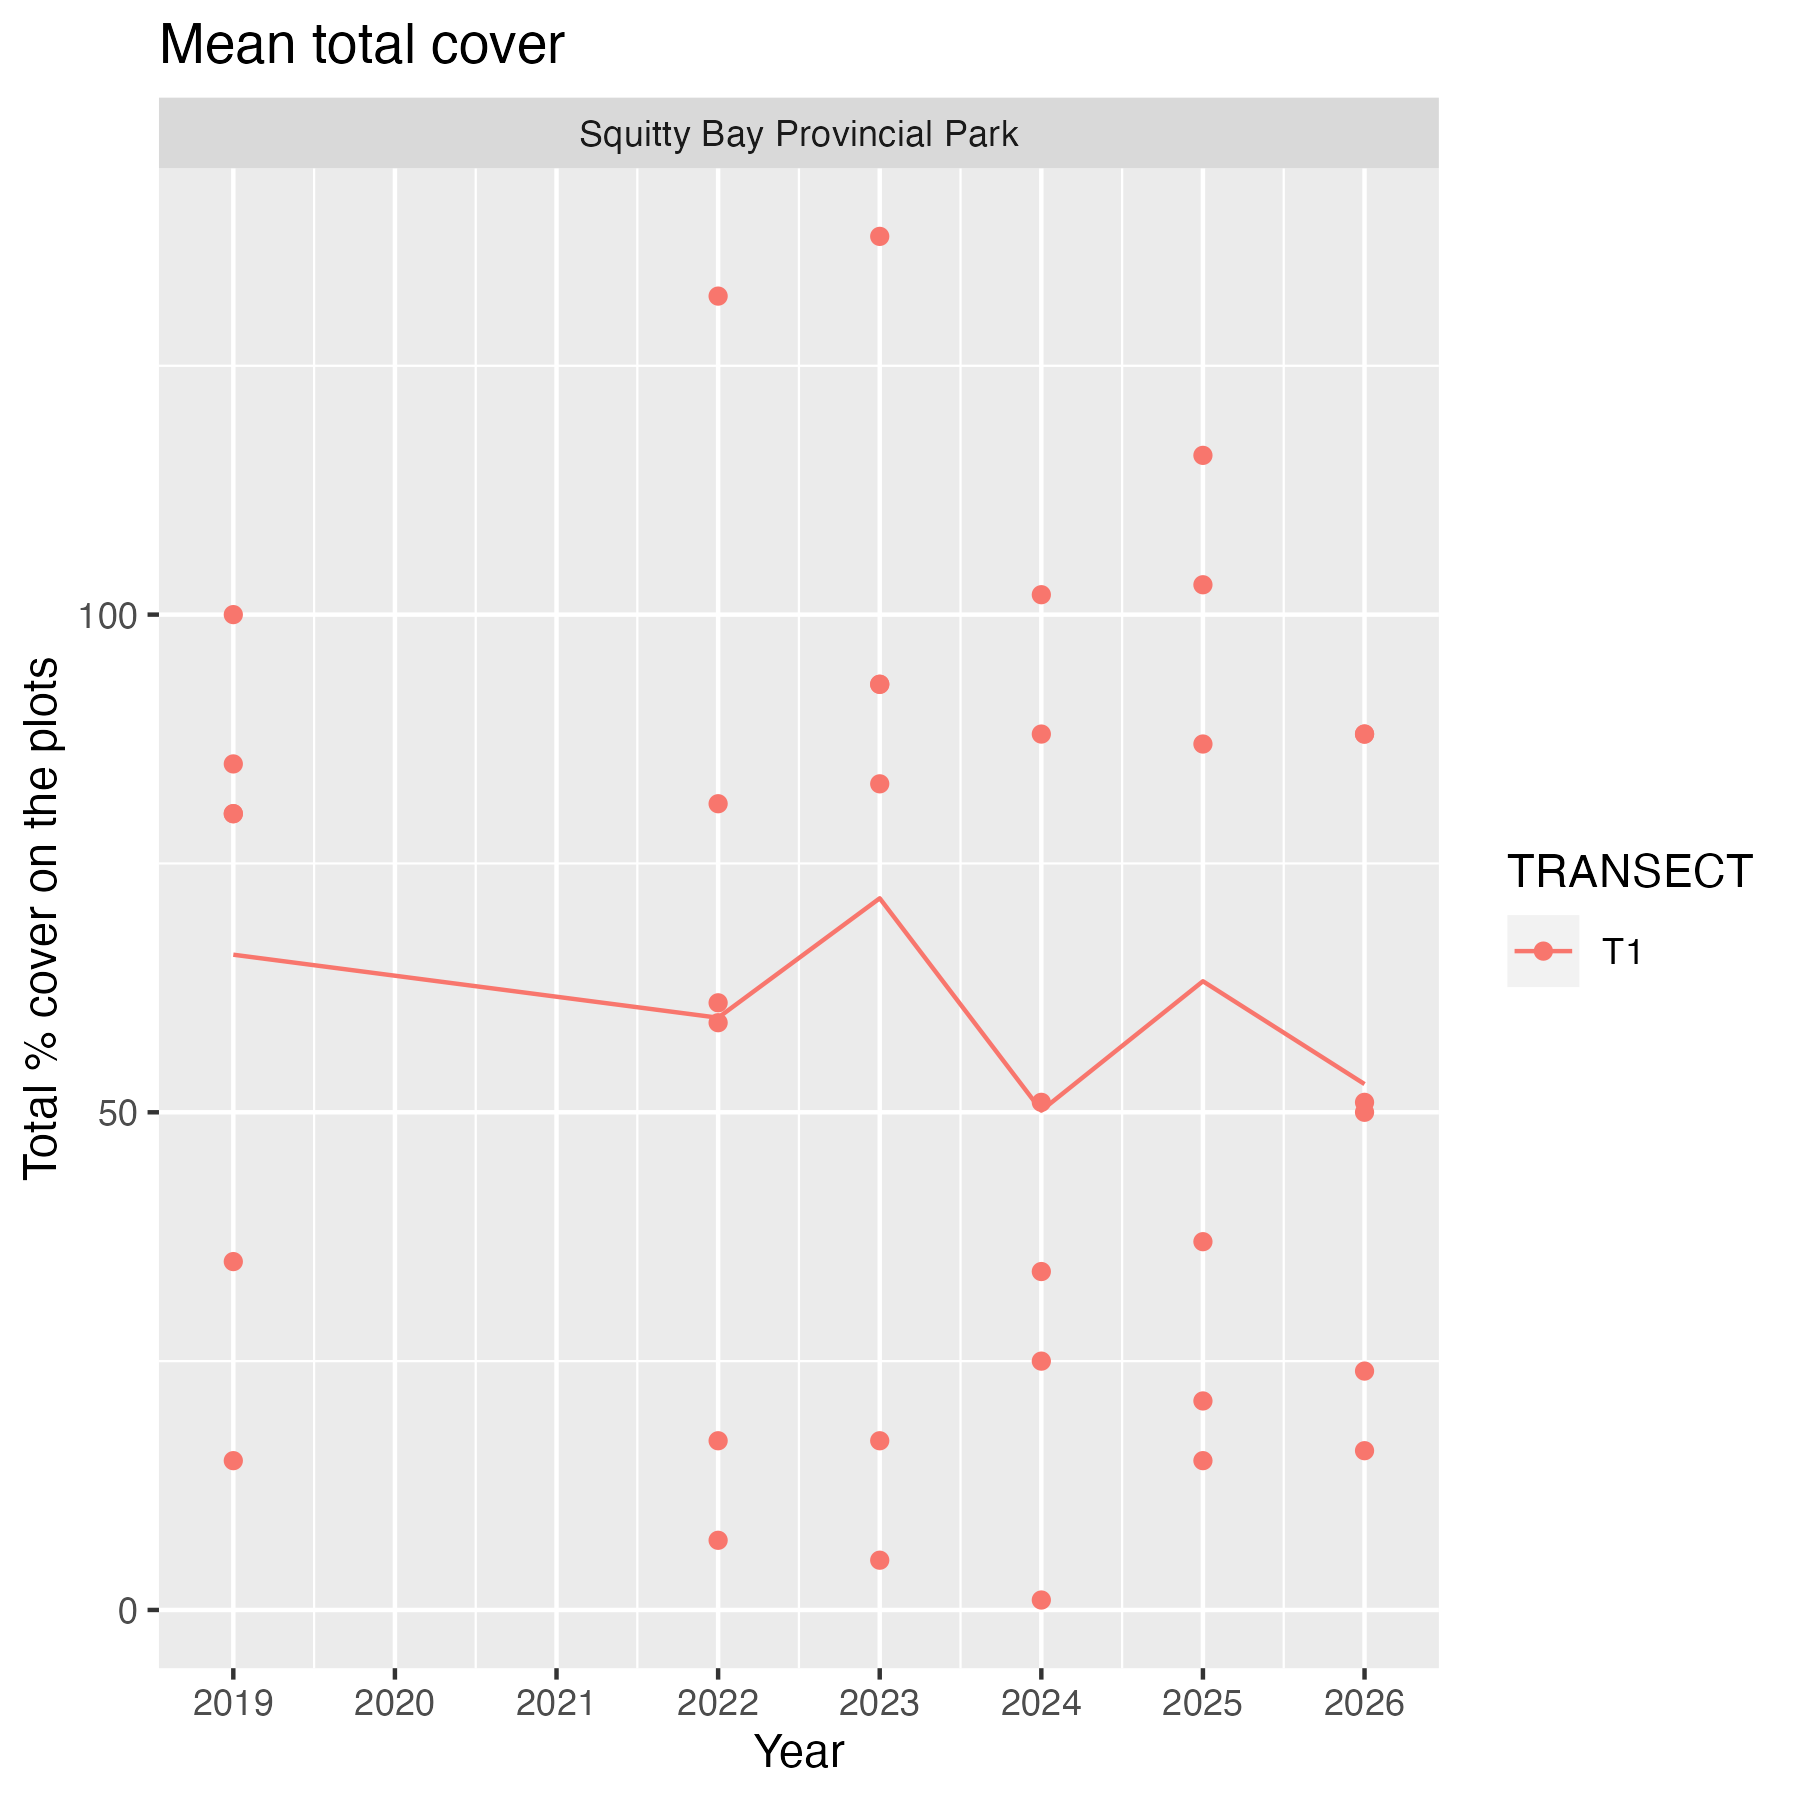 Mean total cover
Squitty Bay Provincial Park
Total % cover on the plots
100
50
0
2019 2020 2021 2022 2023 2024 2025 2026
Year
TRANSECT
T1